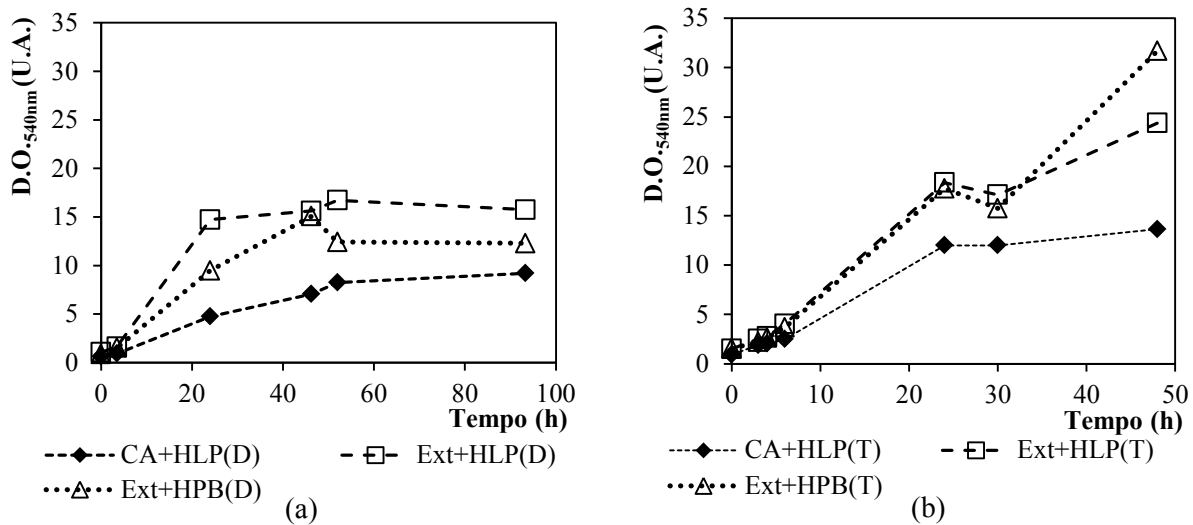 D.O.540nm (U.A.)
35
30
25
20
15
10
5
0
0 20 40 60 80 100
Tempo (h)
CA+HLP(D) Ext+HLP(D)
Ext+HPB(D)
(a)
D.O.540nm (U.A.)
35
30
25
20
15
10
5
0
0 10 20 30 40 50
Tempo (h)
CA+HLP(T) Ext+HLP(T)
Ext+HPB(T)
(b)